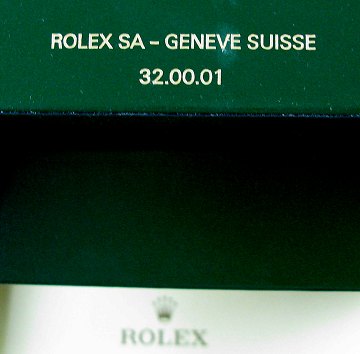 ROLEX SA – GENEVE SUISSE
32.00.01
ROLEX